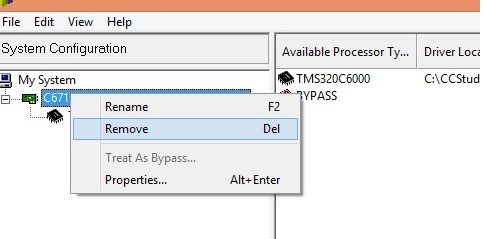 File Edit View Help
System Configuration
Available Processor Ty... Driver Loca
My System
C671
TMS320C6000 C:\CCStud
BYPASS
Rename F2
Remove Del
Treat As Bypass...
Properties... Alt+Enter